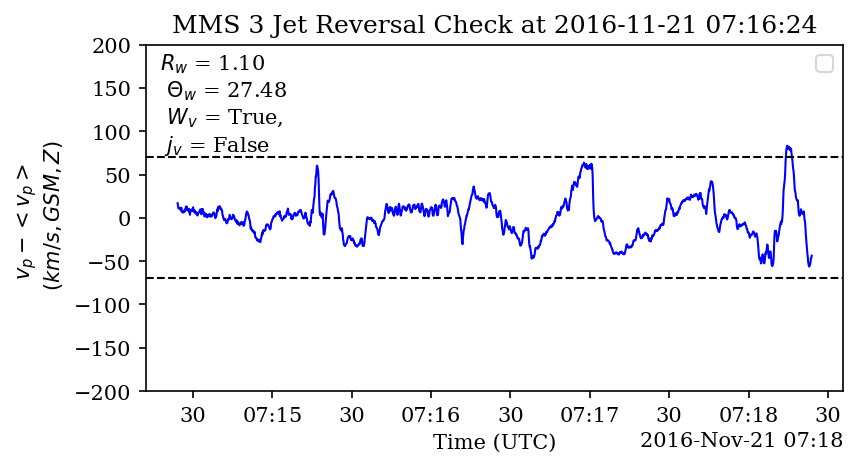 MMS 3 Jet Reversal Check at 2016-11-21 07:16:24
R_w = 1.10
Θ_w = 27.48
W_v = True,
j_v = False
v_p − < v_p >
(km/s, GSM, Z)
200
150
100
50
0
−50
−100
−150
−200
30 07:15 30 07:16 30 07:17 30 07:18 30
Time (UTC)
2016-Nov-21 07:18